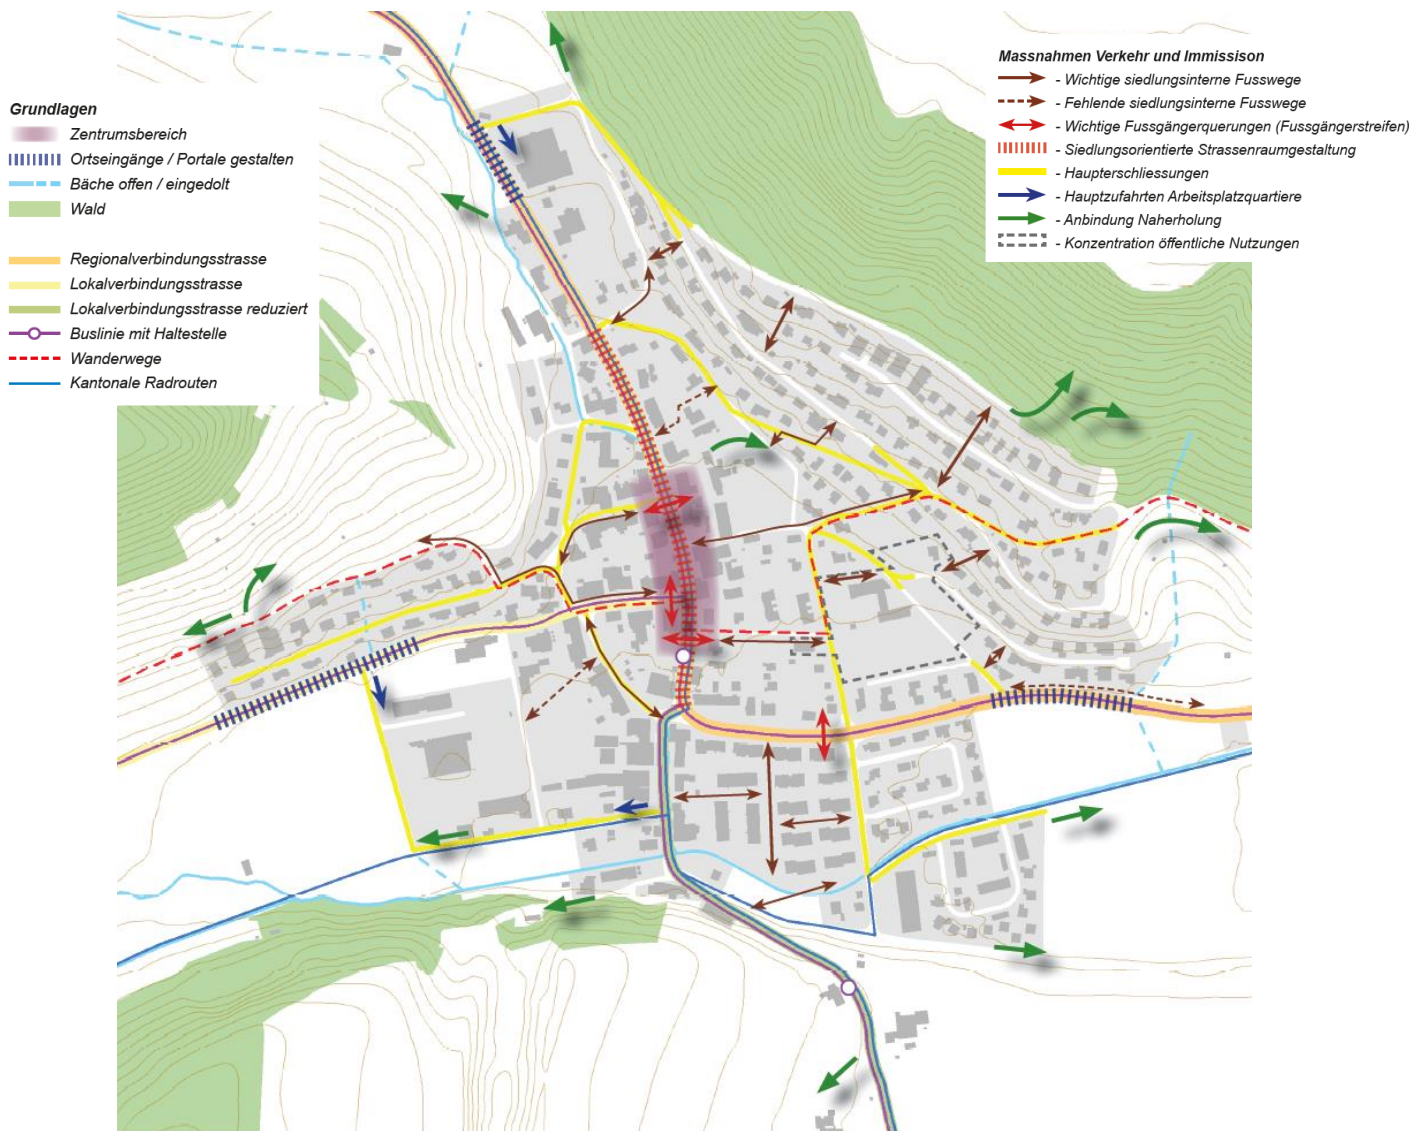 Grundlagen
Zentrumsbereich
Ortseingänge / Portale gestalten
Bäche offen / eingedolt
Wald
Regionalverbindungsstrasse
Lokalverbindungsstrasse
Lokalverbindungsstrasse reduziert
Buslinie mit Haltestelle
Wanderwege
Kantonale Radrouten
Massnahmen Verkehr und Immissison
- Wichtige siedlungsinterne Fusswege
- Fehlende siedlungsinterne Fusswege
- Wichtige Fussgängerquerungen (Fussgängerstreifen)
- Siedlungsorientierte Strassenraumgestaltung
- Haupterschliessungen
- Hauptzufahrten Arbeitsplatzquartiere
- Anbindung Naherholung
- Konzentration öffentliche Nutzungen